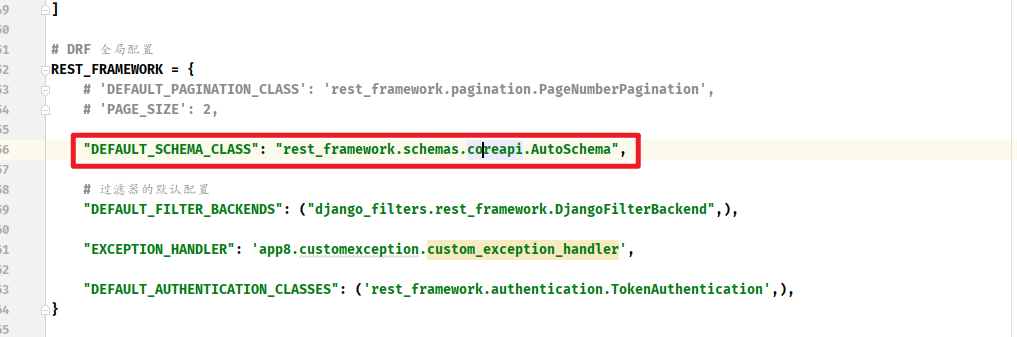 49 ]
50
51 # DRF 全局配置
52 REST_FRAMEWORK = {
53 # 'DEFAULT_PAGINATION_CLASS': 'rest_framework.pagination.PageNumberPagination',
54 # 'PAGE_SIZE': 2,
55
56 "DEFAULT_SCHEMA_CLASS": "rest_framework.schemas.coreapi.AutoSchema",
57
58 # 过滤器的默认配置
59 "DEFAULT_FILTER_BACKENDS": ("django_filters.rest_framework.DjangoFilterBackend",),
60
61 "EXCEPTION_HANDLER": 'app8.customexception.custom_exception_handler',
62
63 "DEFAULT_AUTHENTICATION_CLASSES": ('rest_framework.authentication.TokenAuthentication',),
64 }
65